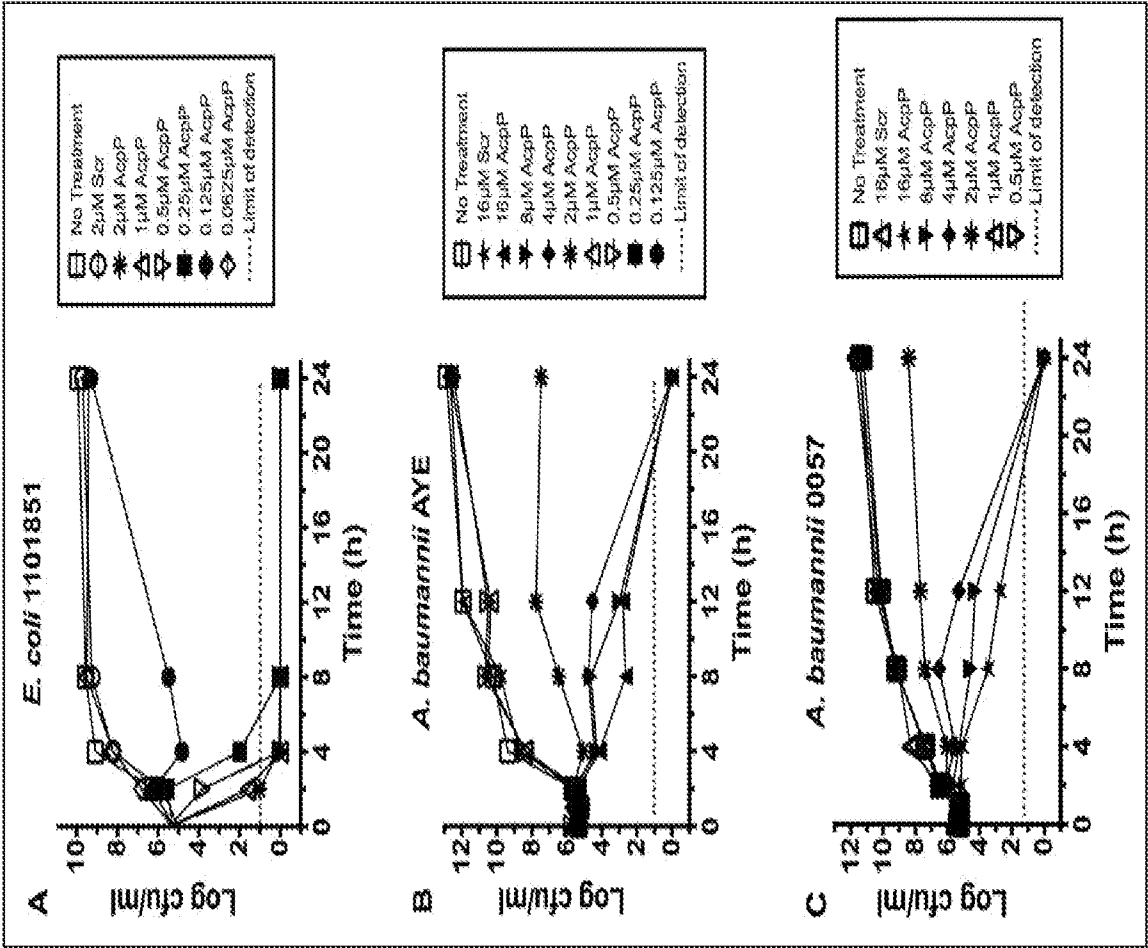 A
E. coli 1101851
Log cfu/ml
10
8
6
4
2
0
0 4 8 12 16 20 24
Time (h)
No Treatment
2µM Scr
2µM AcpP
1µM AcpP
0.5µM AcpP
0.25µM AcpP
0.125µM AcpP
0.0625µM AcpP
Limit of detection
B
A. baumannii AYE
Log cfu/ml
12
10
8
6
4
2
0
0 4 8 12 16 20 24
Time (h)
No Treatment
16µM Scr
16µM AcpP
8µM AcpP
4µM AcpP
2µM AcpP
1µM AcpP
0.5µM AcpP
0.25µM AcpP
0.125µM AcpP
Limit of detection
C
A. baumannii 0057
Log cfu/ml
12
10
8
6
4
2
0
0 4 8 12 16 20 24
Time (h)
No Treatment
16µM Scr
16µM AcpP
8µM AcpP
4µM AcpP
2µM AcpP
1µM AcpP
0.5µM AcpP
Limit of detection